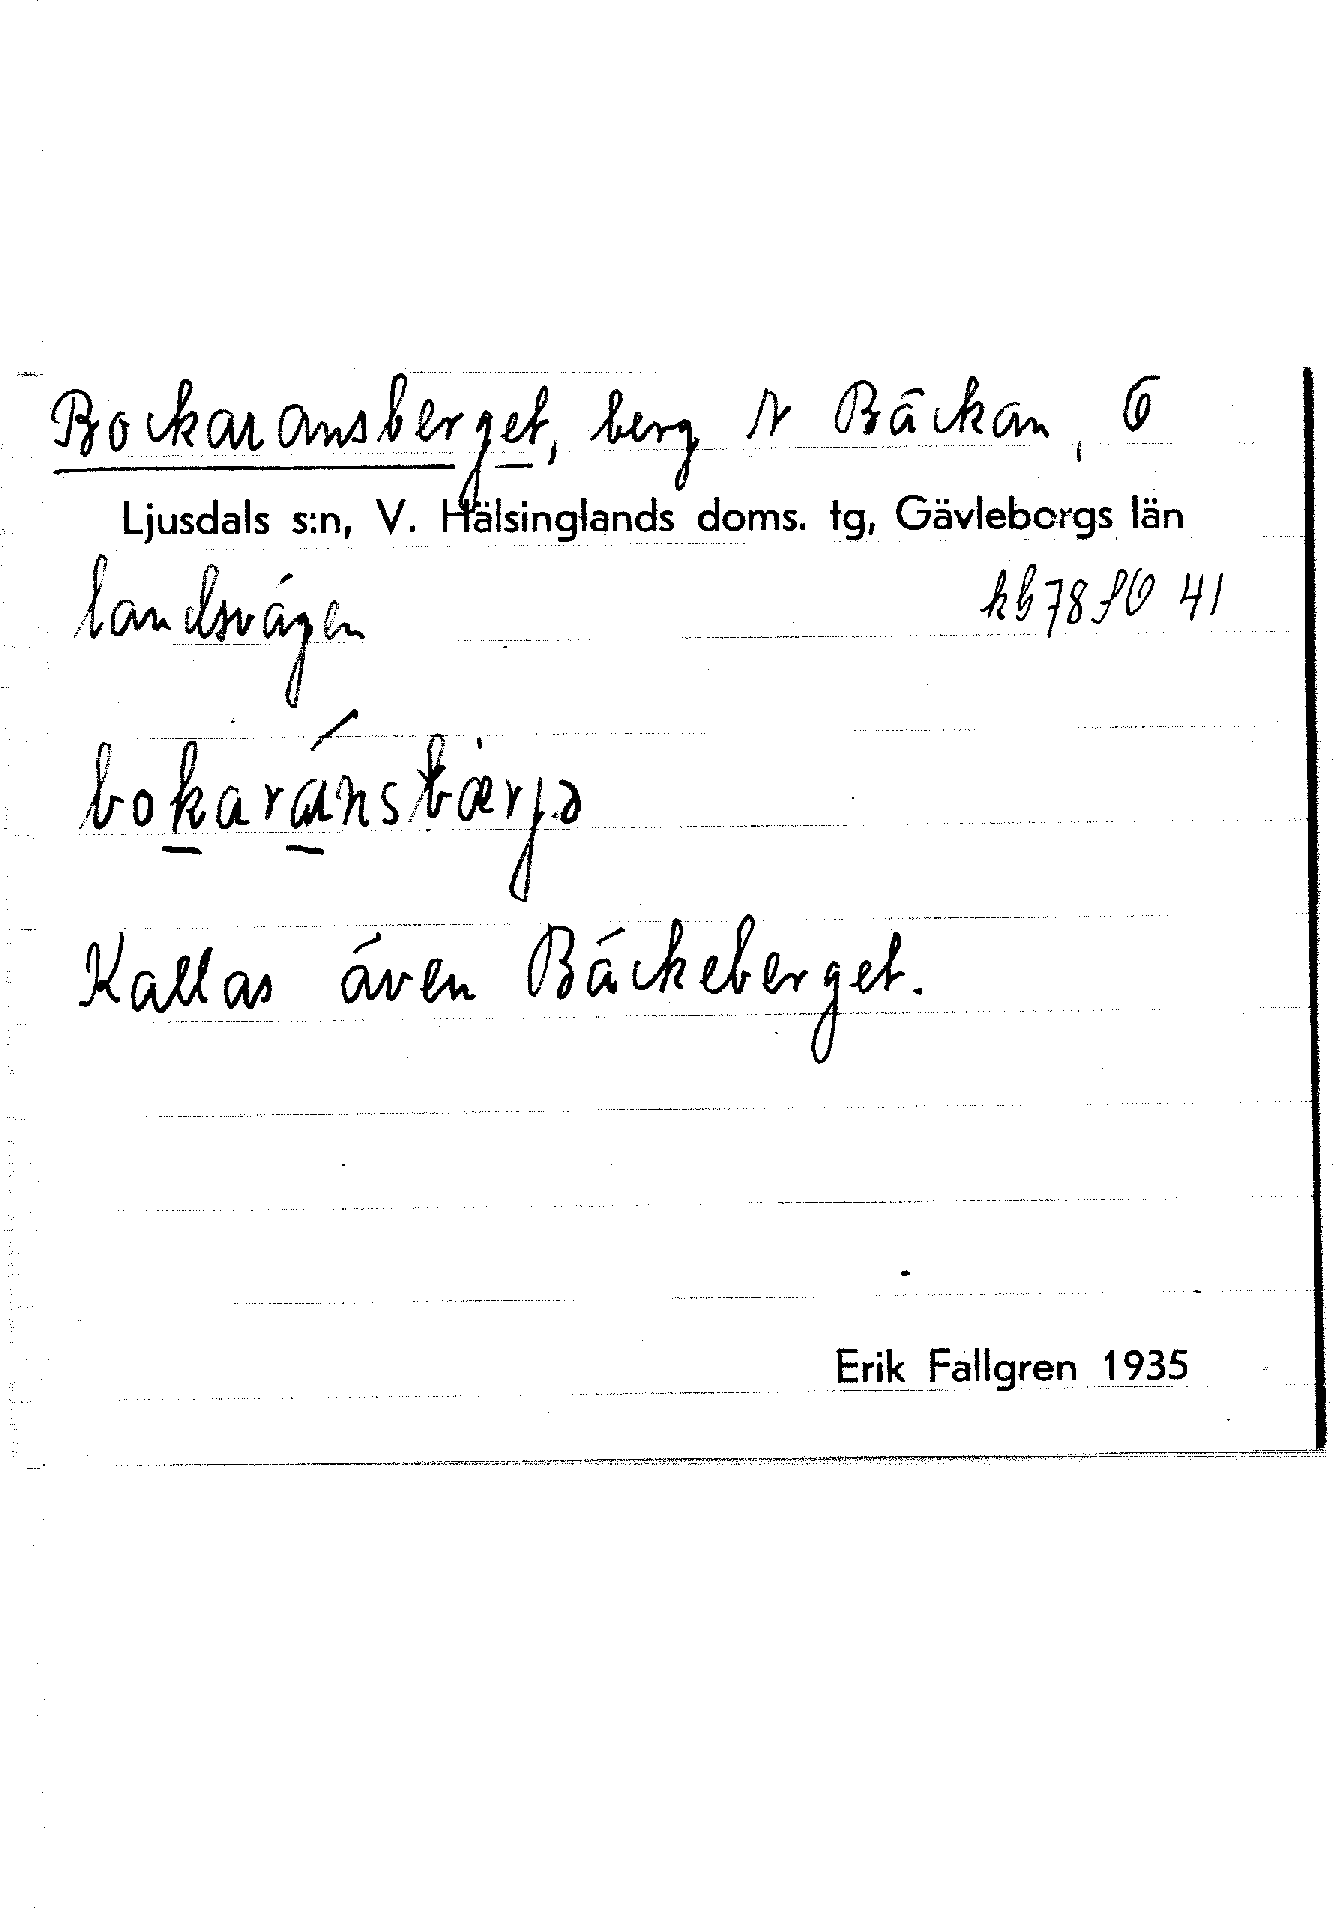 Bockaransberget, berg N Bäckan, Ö
Ljusdals s:n, V. Hälsinglands doms. tg, Gävleborgs län
landsvägen
kb 78 SO 41
bokaránsbærjə
Kallas även Bäckeberget.
Erik Fallgren 1935